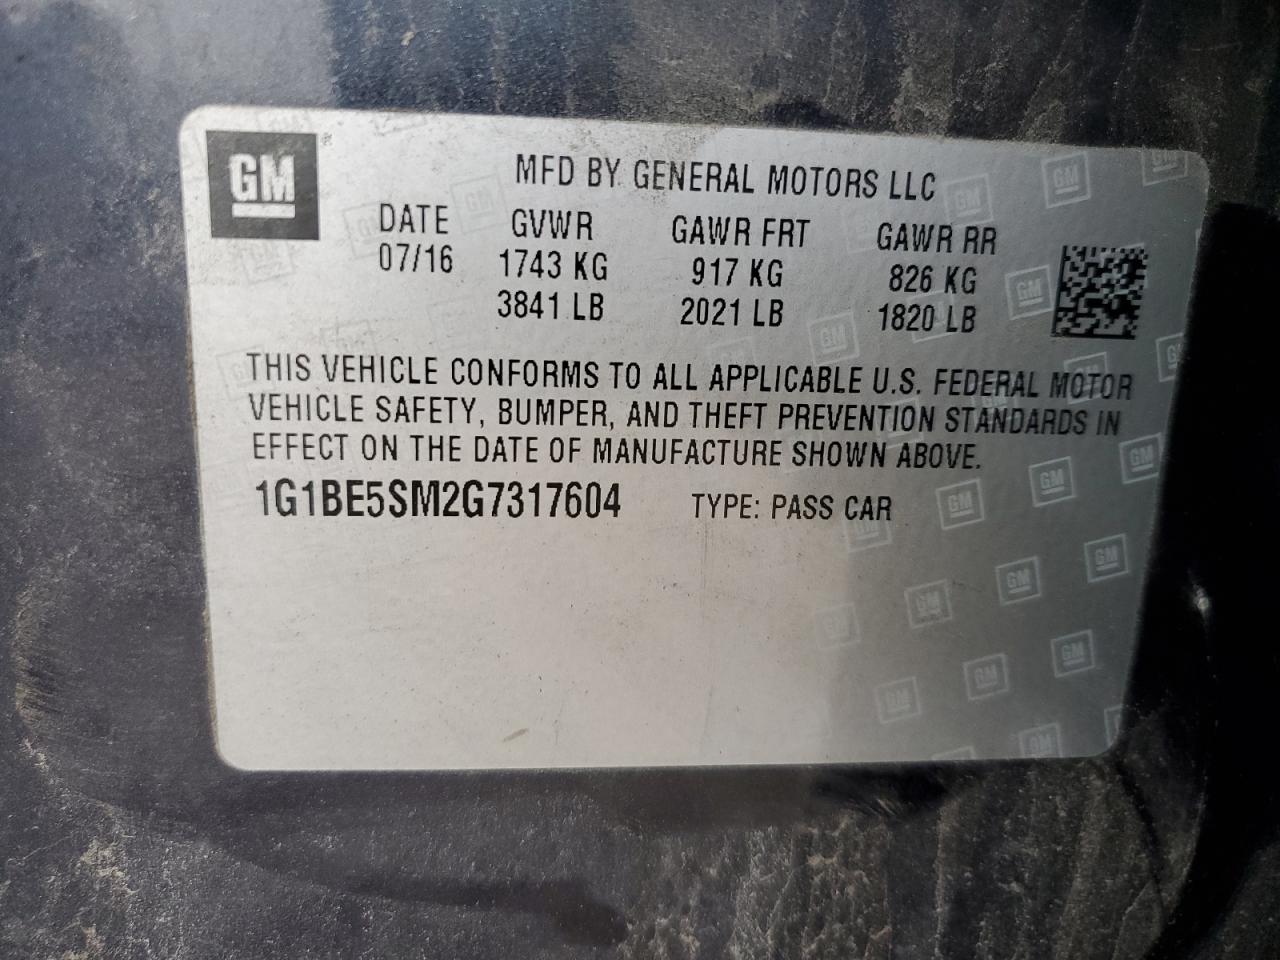 GM
MFD BY GENERAL MOTORS LLC
DATE GVWR GAWR FRT GAWR RR
07/16 1743 KG 917 KG 826 KG
3841 LB 2021 LB 1820 LB
THIS VEHICLE CONFORMS TO ALL APPLICABLE U.S. FEDERAL MOTOR
VEHICLE SAFETY, BUMPER, AND THEFT PREVENTION STANDARDS IN
EFFECT ON THE DATE OF MANUFACTURE SHOWN ABOVE.
1G1BE5SM2G7317604 TYPE: PASS CAR